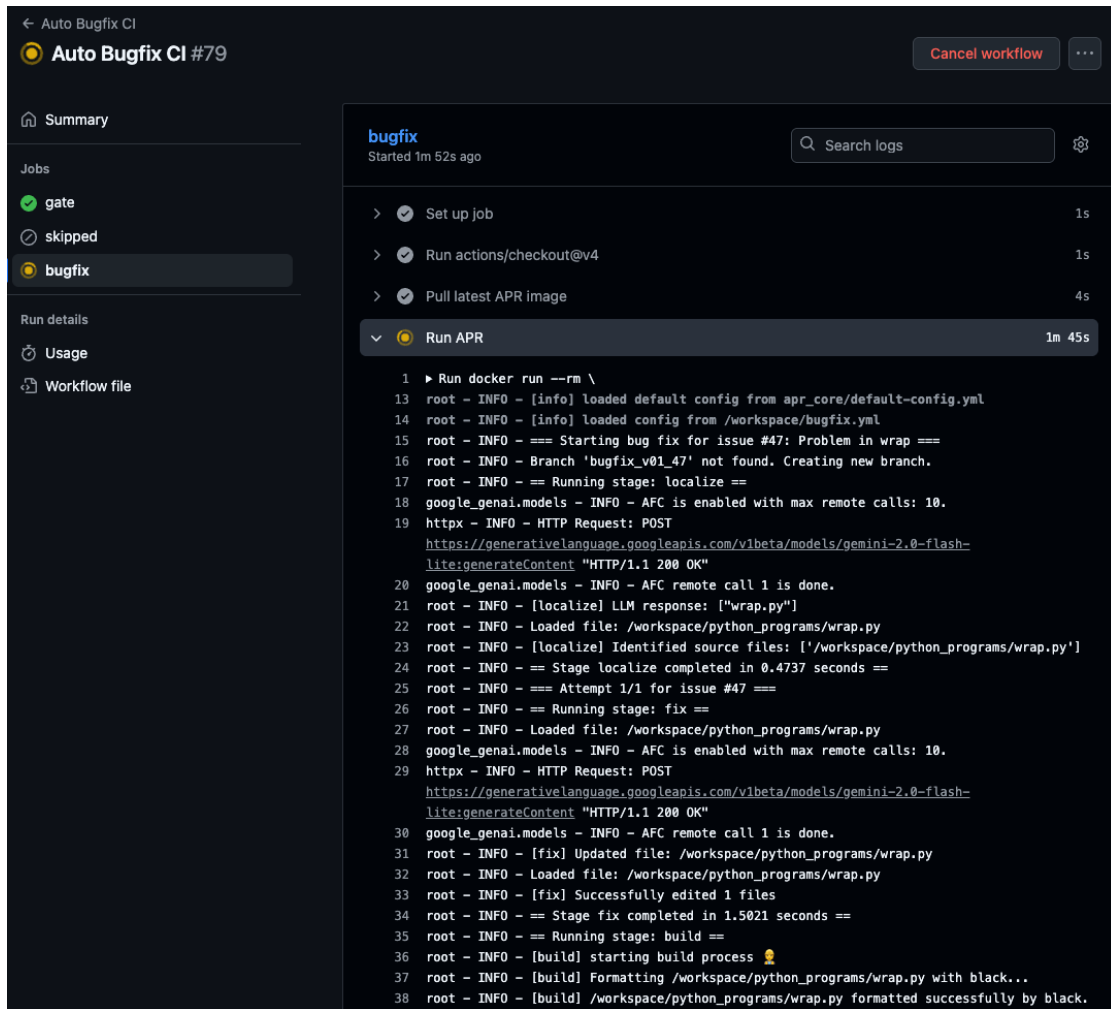 ← Auto Bugfix CI
Auto Bugfix CI #79
Cancel workflow
...
Summary
Jobs
gate
skipped
bugfix
Run details
Usage
Workflow file
bugfix
Started 1m 52s ago
Search logs
Set up job 1s
Run actions/checkout@v4 1s
Pull latest APR image 4s
Run APR 1m 45s
1 ▶ Run docker run --rm \
13 root - INFO - [info] loaded default config from apr_core/default-config.yml
14 root - INFO - [info] loaded config from /workspace/bugfix.yml
15 root - INFO - === Starting bug fix for issue #47: Problem in wrap ===
16 root - INFO - Branch 'bugfix_v01_47' not found. Creating new branch.
17 root - INFO - == Running stage: localize ==
18 google_genai.models - INFO - AFC is enabled with max remote calls: 10.
19 httpx - INFO - HTTP Request: POST
https://generativelanguage.googleapis.com/v1beta/models/gemini-2.0-flash-
lite:generateContent "HTTP/1.1 200 OK"
20 google_genai.models - INFO - AFC remote call 1 is done.
21 root - INFO - [localize] LLM response: ["wrap.py"]
22 root - INFO - Loaded file: /workspace/python_programs/wrap.py
23 root - INFO - [localize] Identified source files: ['/workspace/python_programs/wrap.py']
24 root - INFO - == Stage localize completed in 0.4737 seconds ==
25 root - INFO - === Attempt 1/1 for issue #47 ===
26 root - INFO - == Running stage: fix ==
27 root - INFO - Loaded file: /workspace/python_programs/wrap.py
28 google_genai.models - INFO - AFC is enabled with max remote calls: 10.
29 httpx - INFO - HTTP Request: POST
https://generativelanguage.googleapis.com/v1beta/models/gemini-2.0-flash-
lite:generateContent "HTTP/1.1 200 OK"
30 google_genai.models - INFO - AFC remote call 1 is done.
31 root - INFO - [fix] Updated file: /workspace/python_programs/wrap.py
32 root - INFO - Loaded file: /workspace/python_programs/wrap.py
33 root - INFO - [fix] Successfully edited 1 files
34 root - INFO - == Stage fix completed in 1.5021 seconds ==
35 root - INFO - == Running stage: build ==
36 root - INFO - [build] starting build process 👷
37 root - INFO - [build] Formatting /workspace/python_programs/wrap.py with black...
38 root - INFO - [build] /workspace/python_programs/wrap.py formatted successfully by black.